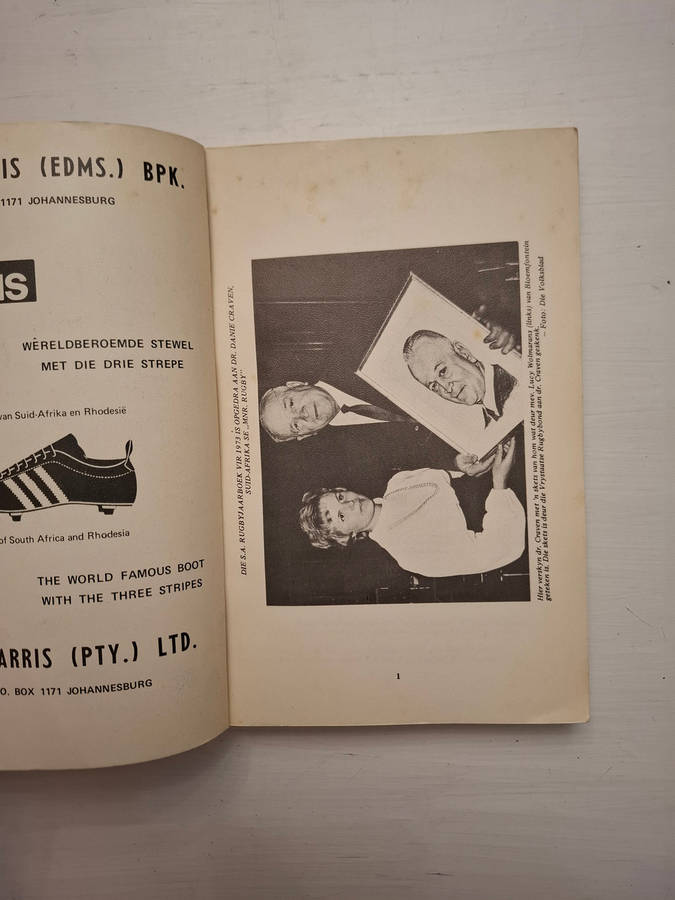 IS (EDMS.) BPK.
1171 JOHANNESBURG
WÊRELDBEROEMDE STEWEL
MET DIE DRIE STREPE
van Suid-Afrika en Rhodesië
of South Africa and Rhodesia
THE WORLD FAMOUS BOOT
WITH THE THREE STRIPES
ARRIS (PTY.) LTD.
O. BOX 1171 JOHANNESBURG
DIE S.A. RUGBYJAARBOEK VIR 1973 IS OPGEDRA AAN DR. DANIE CRAVEN,
SUID-AFRIKA SE „MNR. RUGBY"
Hier verskyn dr. Craven met 'n skets van hom wat deur mev. Lucy Wolmarans (links) van Bloemfontein
geteken is. Die skets is deur die Vrystaatse Rugbybond aan dr. Craven geskenk.
– Foto: Die Volksblad
1